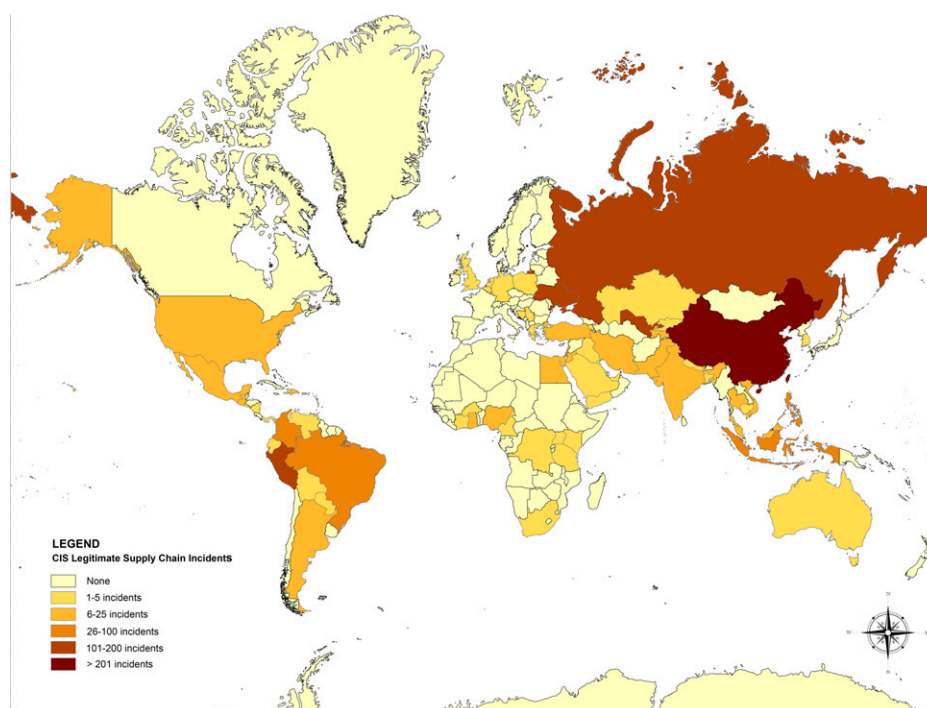 LEGEND
CIS Legitimate Supply Chain Incidents
None
1-5 incidents
6-25 incidents
26-100 incidents
101-200 incidents
> 201 incidents
N
W
E
S